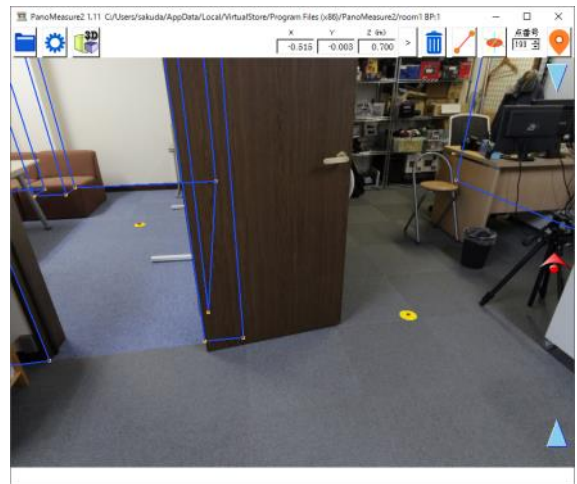 PanoMeasure2 1.11 C:/Users/sakuda/AppData/Local/VirtualStore/Program Files (x86)/PanoMeasure2/room1 BP:1
3D
X Y Z (m)
-0.515 -0.003 0.700 >
点番号
193